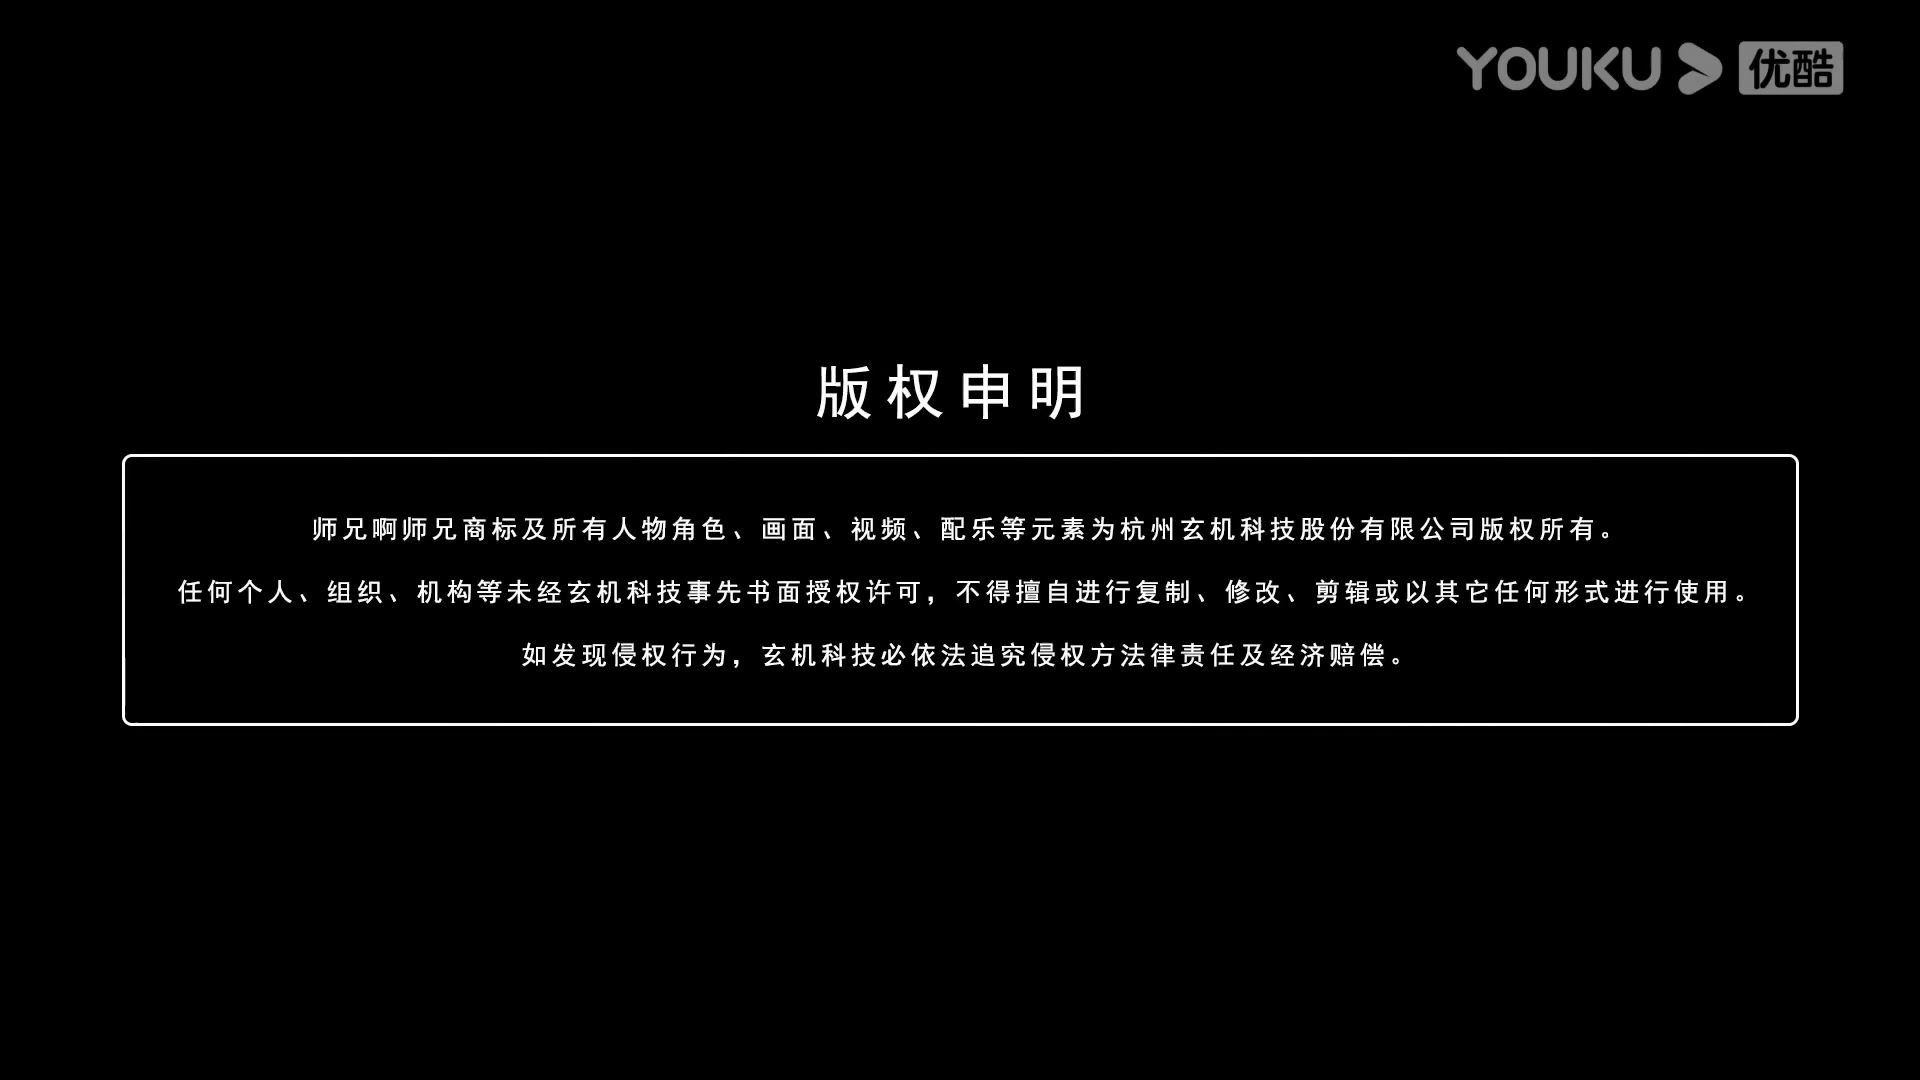 YOUKU 优酷
版权申明
师兄啊师兄商标及所有人物角色、画面、视频、配乐等元素为杭州玄机科技股份有限公司版权所有。
任何个人、组织、机构等未经玄机科技事先书面授权许可，不得擅自进行复制、修改、剪辑或以其它任何形式进行使用。
如发现侵权行为，玄机科技必依法追究侵权方法律责任及经济赔偿。